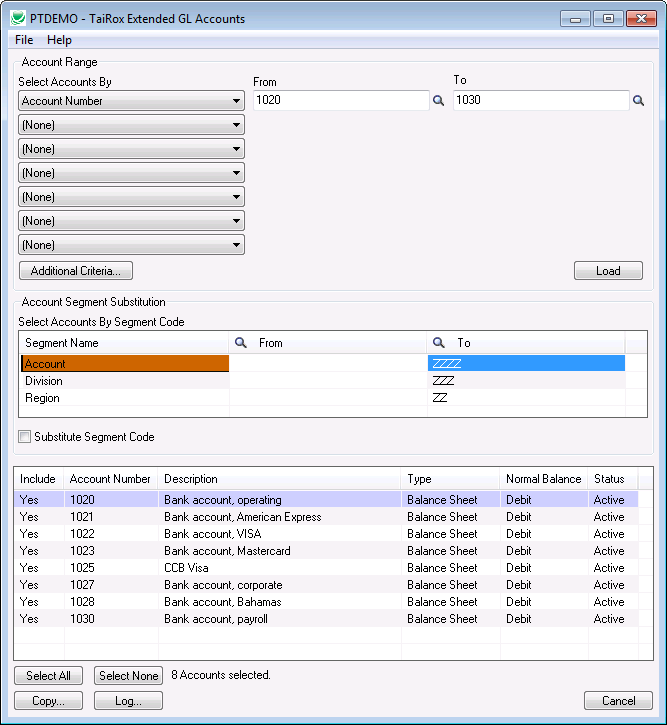 PTDEMO - TaiRox Extended GL Accounts
File Help
Account Range
Select Accounts By From To
Account Number 1020 1030
(None)
(None)
(None)
(None)
(None)
(None)
Additional Criteria... Load
Account Segment Substitution
Select Accounts By Segment Code
Segment Name From To
Account ZZZZ
Division ZZZ
Region ZZ
Substitute Segment Code
Include Account Number Description Type Normal Balance Status
Yes 1020 Bank account, operating Balance Sheet Debit Active
Yes 1021 Bank account, American Express Balance Sheet Debit Active
Yes 1022 Bank account, VISA Balance Sheet Debit Active
Yes 1023 Bank account, Mastercard Balance Sheet Debit Active
Yes 1025 CCB Visa Balance Sheet Debit Active
Yes 1027 Bank account, corporate Balance Sheet Debit Active
Yes 1028 Bank account, Bahamas Balance Sheet Debit Active
Yes 1030 Bank account, payroll Balance Sheet Debit Active
Select All Select None 8 Accounts selected.
Copy... Log... Cancel